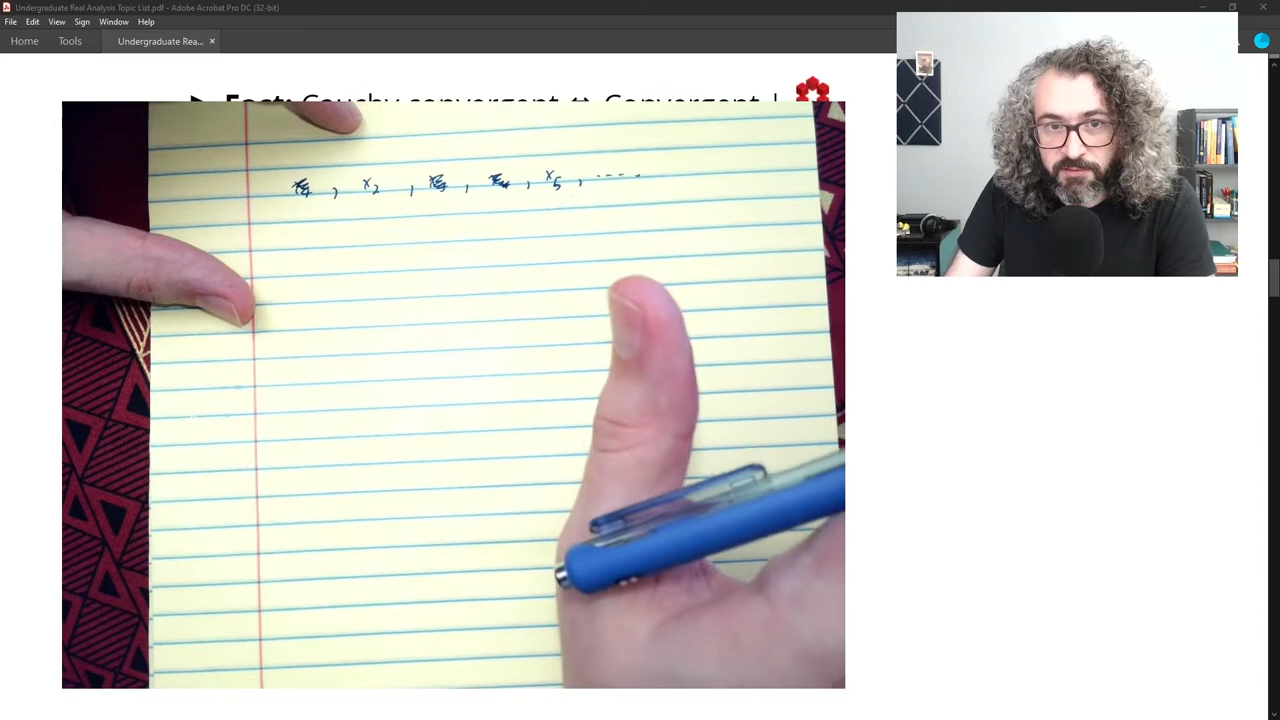 Undergraduate Real Analysis Topic List.pdf - Adobe Acrobat Pro DC (32-bit)
File Edit View Sign Window Help
Home Tools Undergraduate Rea... ×
Fact: Cauchy convergent ⇔ Convergent |
, x₂ , , , x₅ , ....